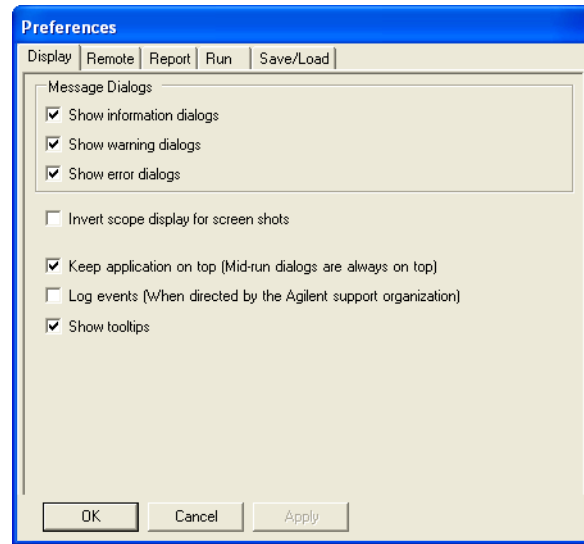 Preferences
Display Remote Report Run Save/Load
Message Dialogs
Show information dialogs
Show warning dialogs
Show error dialogs
Invert scope display for screen shots
Keep application on top (Mid-run dialogs are always on top)
Log events (When directed by the Agilent support organization)
Show tooltips
OK Cancel Apply